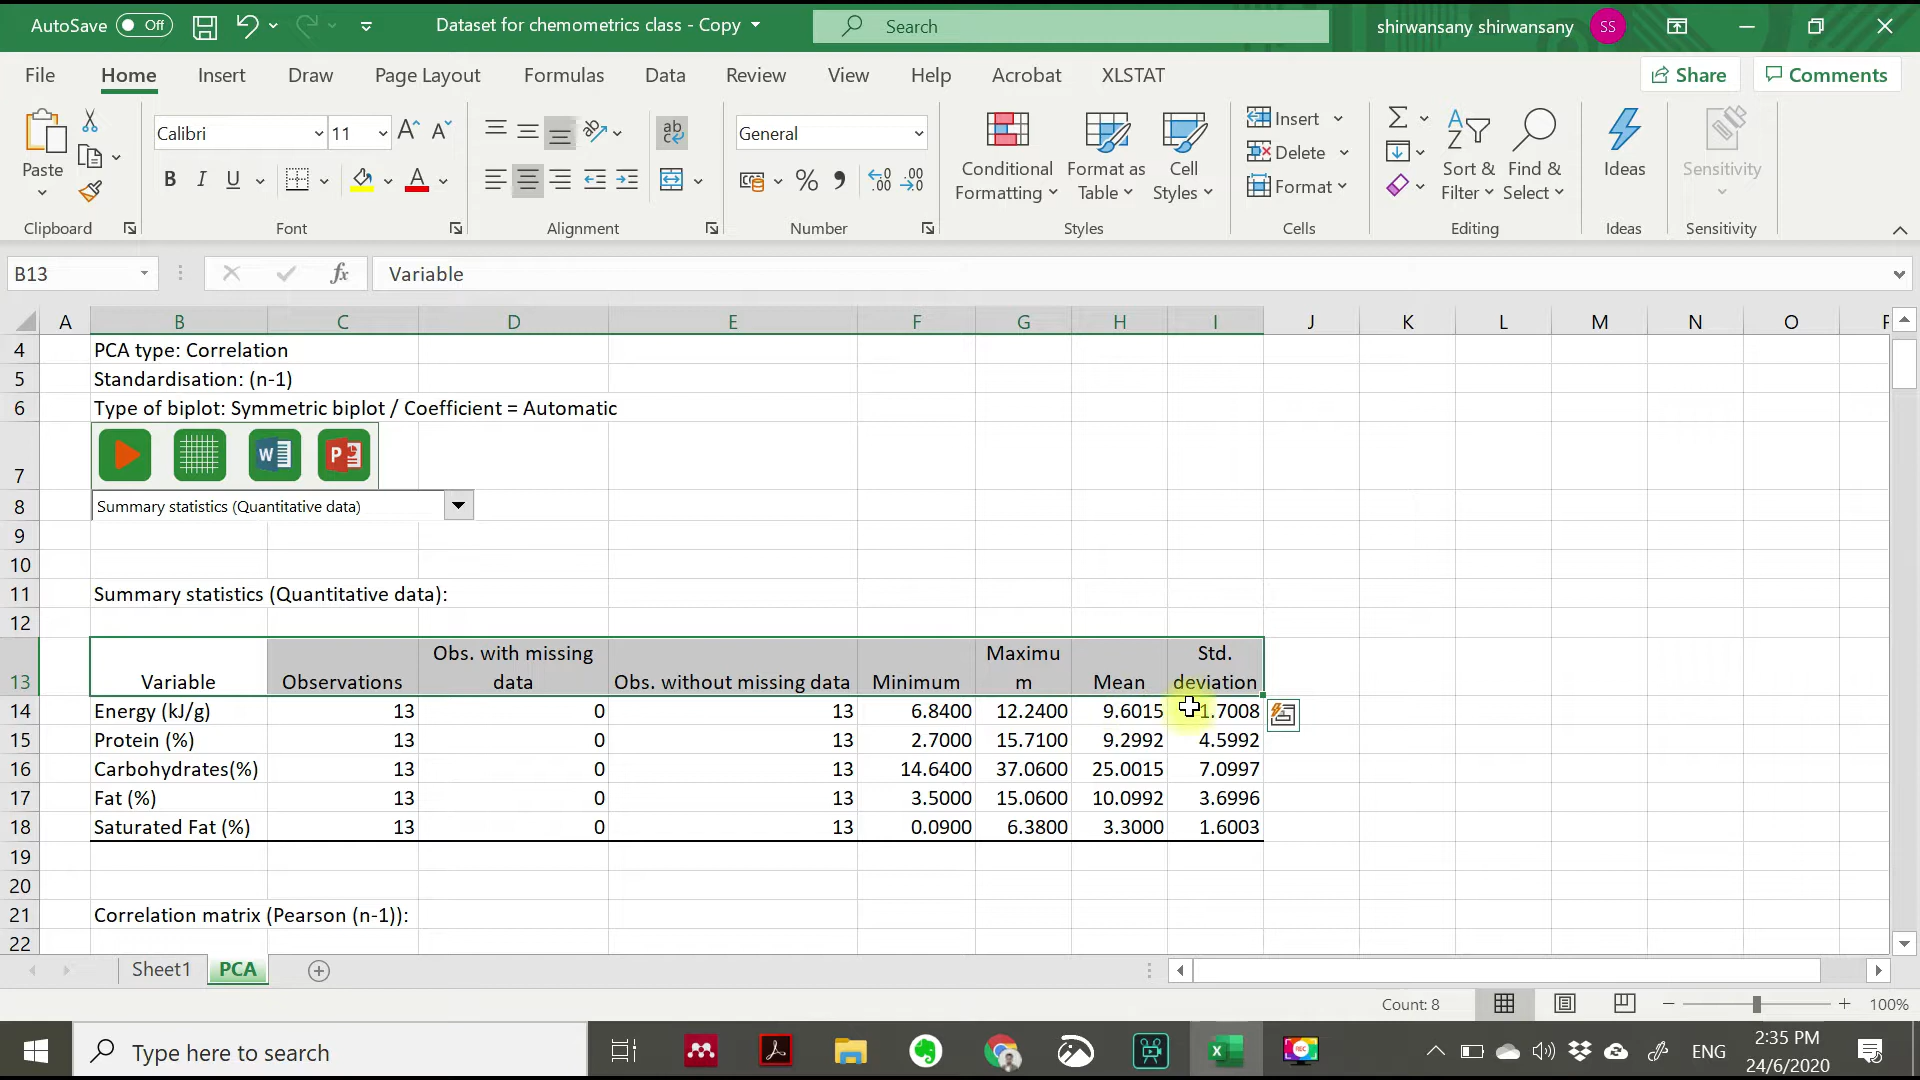 AutoSave Off Dataset for chemometrics class - Copy Search shirwansany shirwansany SS
File Home Insert Draw Page Layout Formulas Data Review View Help Acrobat XLSTAT Share Comments
Paste
Calibri 11
B I U A
ab
General
% 9
Conditional Formatting
Format as Table
Cell Styles
Insert
Delete
Format
Sort & Filter
Find & Select
Ideas
Sensitivity
Clipboard Font Alignment Number Styles Cells Editing Ideas Sensitivity
B13 fx Variable
A B C D E F G H I J K L M N O
4 PCA type: Correlation
5 Standardisation: (n-1)
6 Type of biplot: Symmetric biplot / Coefficient = Automatic
7 W P
8 Summary statistics (Quantitative data)
9
10
11 Summary statistics (Quantitative data):
12
13 Variable Observations Obs. with missing data Obs. without missing data Minimum Maximum Mean Std. deviation
14 Energy (kJ/g) 13 0 13 6.8400 12.2400 9.6015 1.7008
15 Protein (%) 13 0 13 2.7000 15.7100 9.2992 4.5992
16 Carbohydrates(%) 13 0 13 14.6400 37.0600 25.0015 7.0997
17 Fat (%) 13 0 13 3.5000 15.0600 10.0992 3.6996
18 Saturated Fat (%) 13 0 13 0.0900 6.3800 3.3000 1.6003
19
20
21 Correlation matrix (Pearson (n-1)):
22
Sheet1 PCA
Count: 8 100%
Type here to search ENG 2:35 PM
24/6/2020